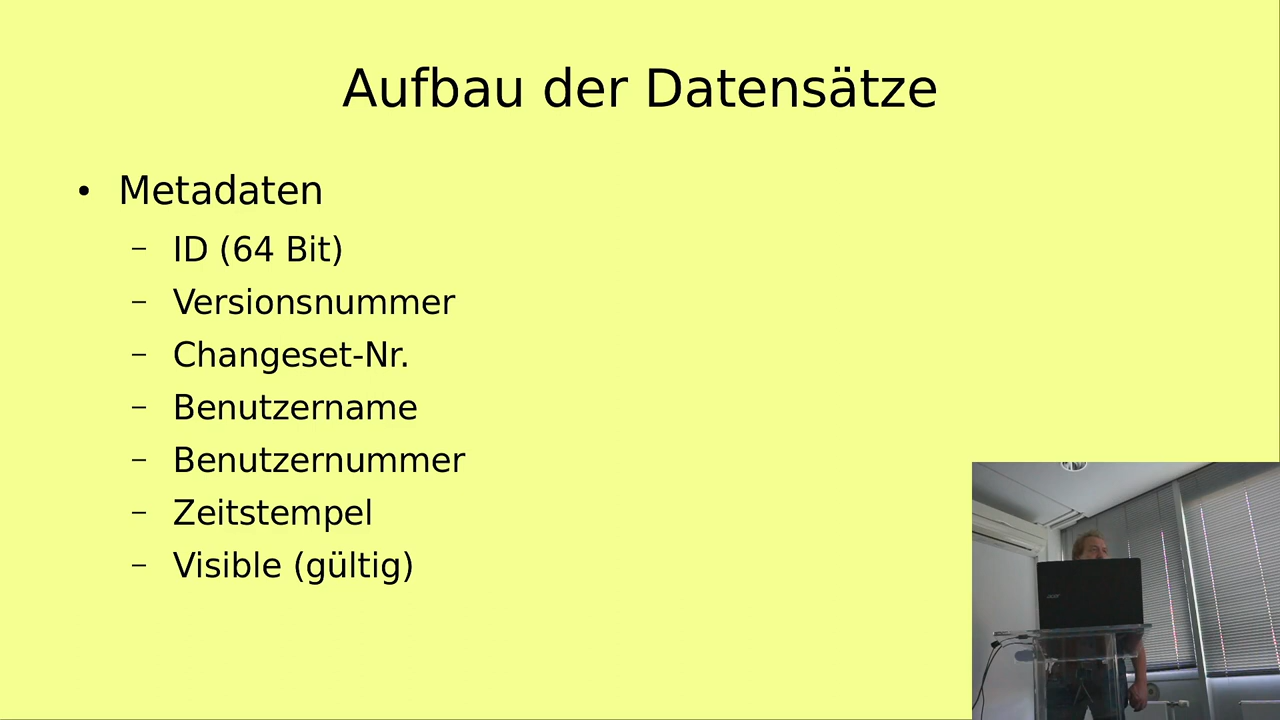 Aufbau der Datensätze
• Metadaten
– ID (64 Bit)
– Versionsnummer
– Changeset-Nr.
– Benutzername
– Benutzernummer
– Zeitstempel
– Visible (gültig)